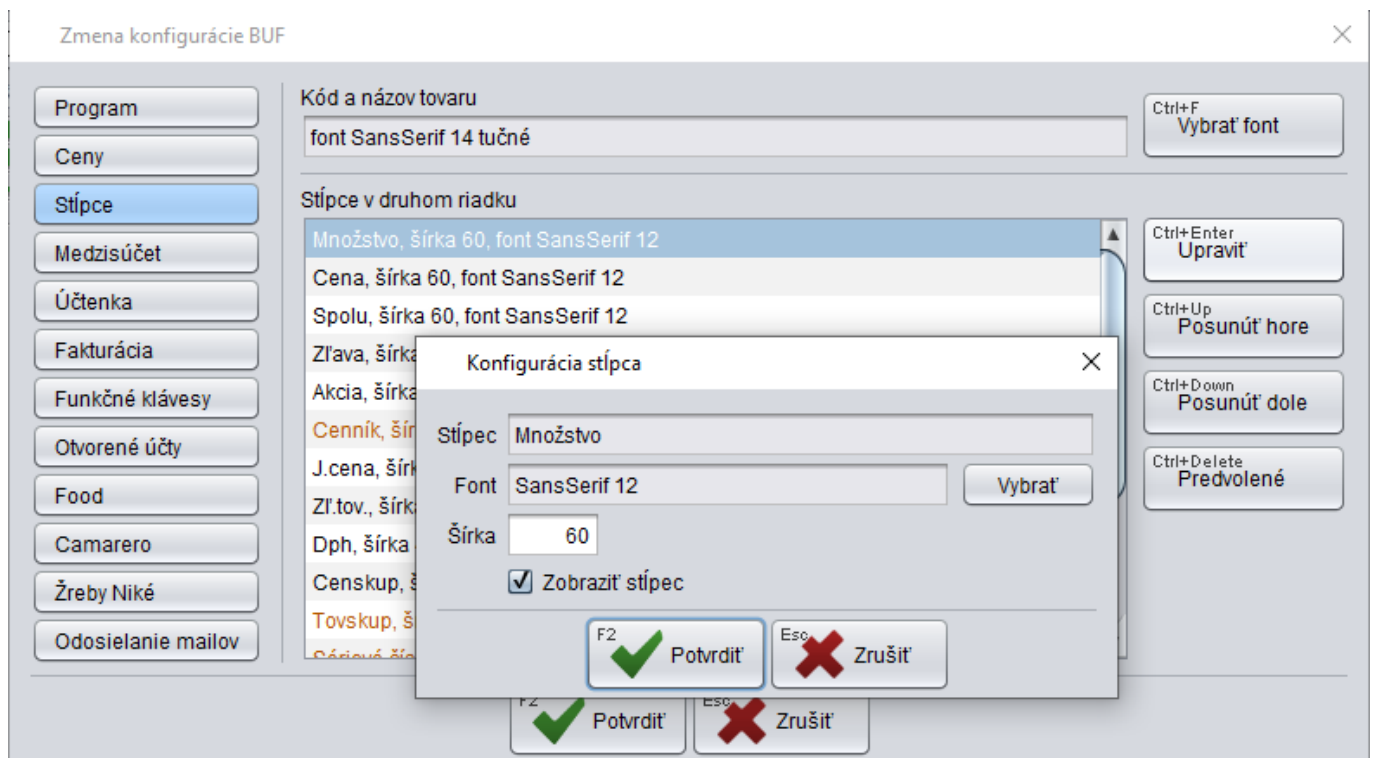 Zmena konfigurácie BUF
Program
Ceny
Stĺpce
Medzisúčet
Účtenka
Fakturácia
Funkčné klávesy
Otvorené účty
Food
Camarero
Žreby Niké
Odosielanie mailov
Kód a názov tovaru
font SansSerif 14 tučné
Ctrl+F
Vybrať font
Stĺpce v druhom riadku
Množstvo, šírka 60, font SansSerif 12
Cena, šírka 60, font SansSerif 12
Spolu, šírka 60, font SansSerif 12
Zľava, šírka
Akcia, šírka
Cenník, šír
J.cena, šírk
Zľ.tov., šírk
Dph, šírka
Censkup, š
Tovskup, š
Ctrl+Enter
Upraviť
Ctrl+Up
Posunúť hore
Ctrl+Down
Posunúť dole
Ctrl+Delete
Predvolené
Konfigurácia stĺpca
Stĺpec Množstvo
Font SansSerif 12 Vybrať
Šírka 60
Zobraziť stĺpec
F2 Potvrdiť
Esc Zrušiť
F2 Potvrdiť
Esc Zrušiť